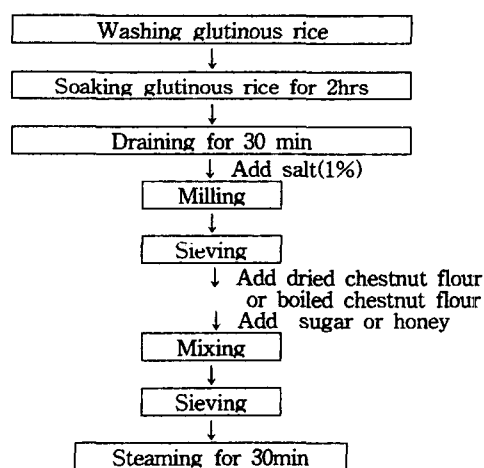 Washing glutinous rice
↓
Soaking glutinous rice for 2hrs
↓
Draining for 30 min
↓ Add salt(1%)
Milling
↓
Sieving
↓ Add dried chestnut flour
or boiled chestnut flour
↓ Add sugar or honey
Mixing
↓
Sieving
↓
Steaming for 30min